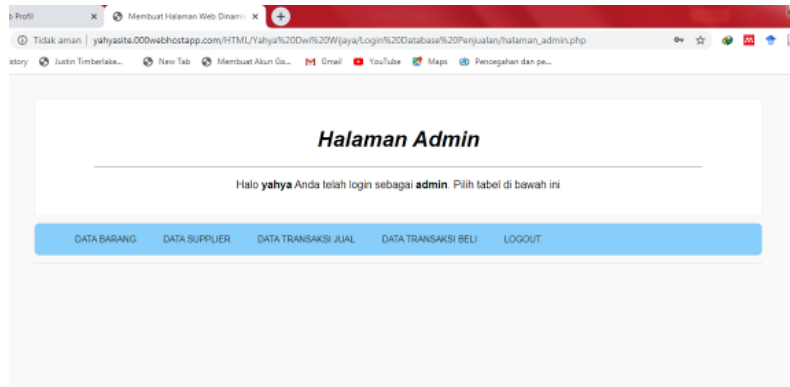 b Profil
Membuat Halaman Web Dinami
Tidak aman | yahyasite.000webhostapp.com/HTML/Yahya%20Dwi%20Wijaya/Login%20Database%20Penjualan/halaman_admin.php
istory Justin Timberlake... New Tab Membuat Akun Go... Gmail YouTube Maps Pencegahan dan pe...
Halaman Admin
Halo yahya Anda telah login sebagai admin. Pilih tabel di bawah ini
DATA BARANG DATA SUPPLIER DATA TRANSAKSI JUAL DATA TRANSAKSI BELI LOGOUT